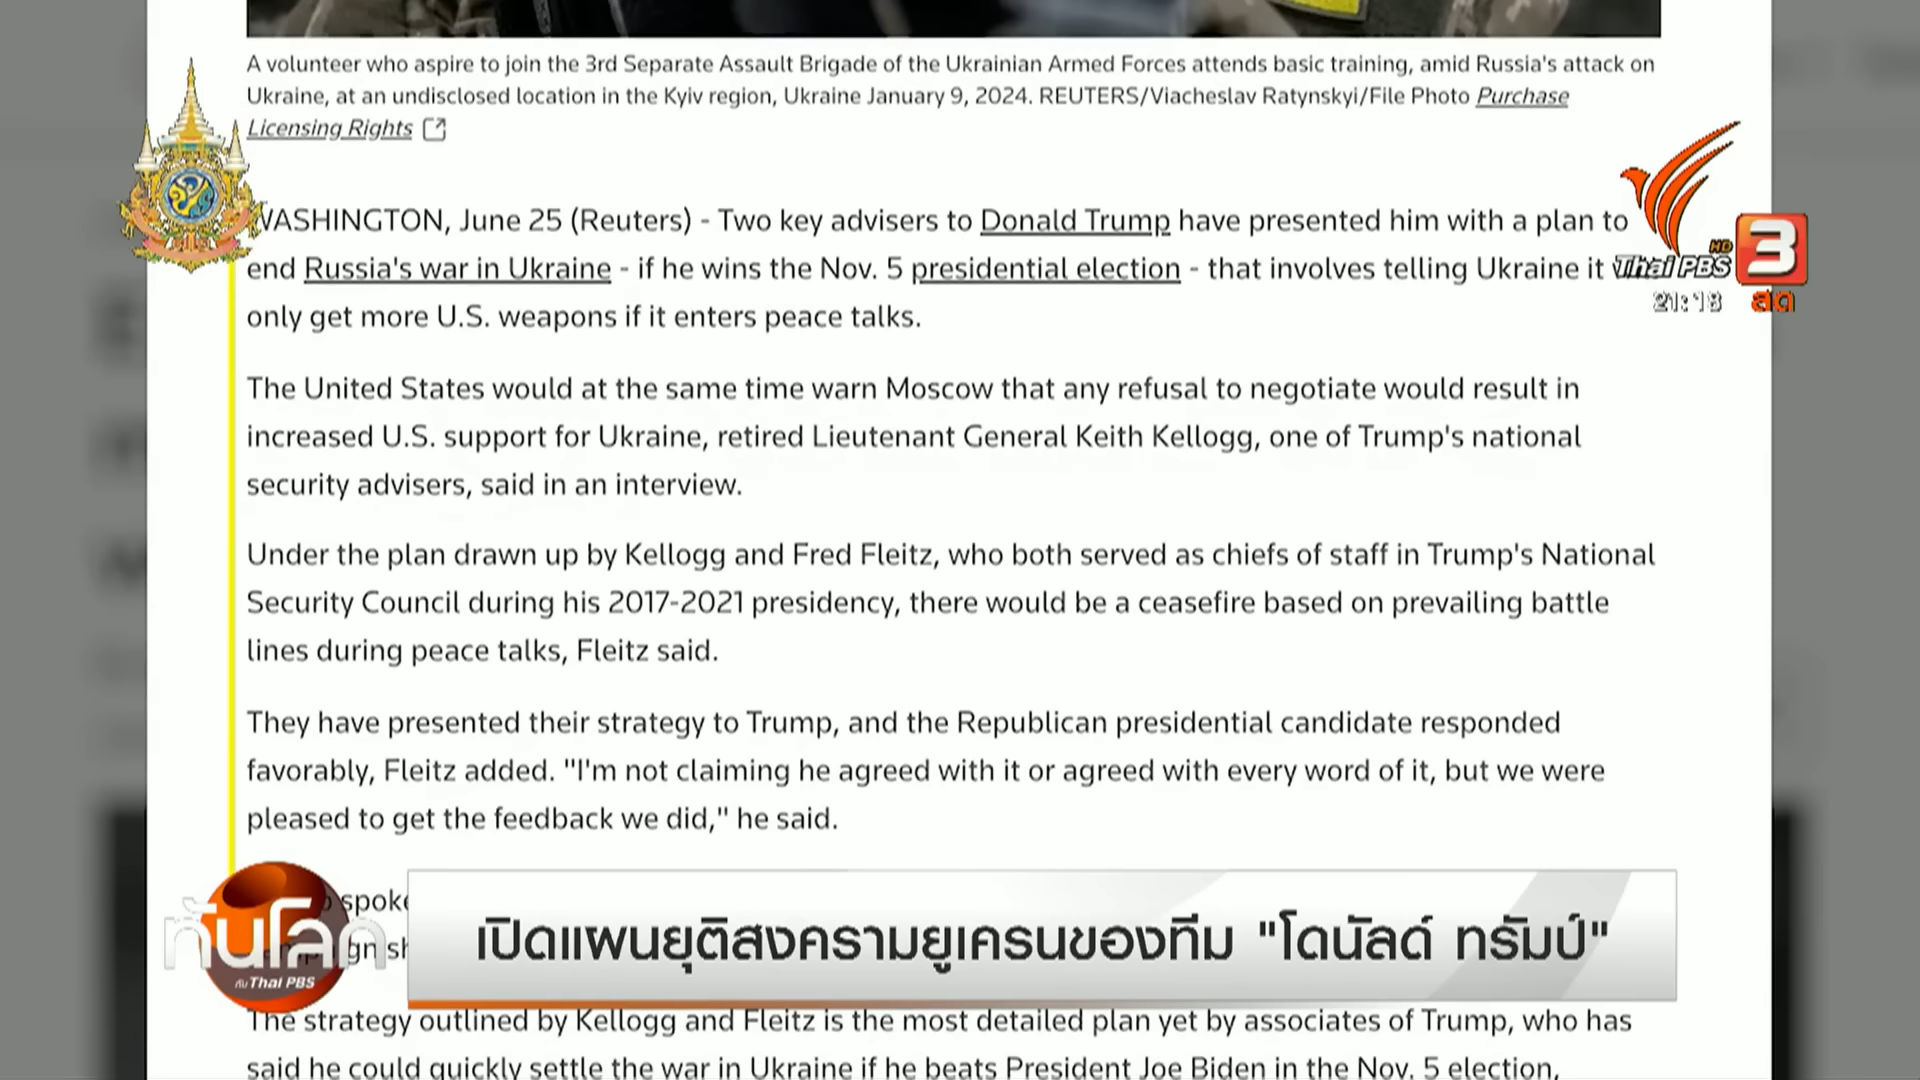 A volunteer who aspire to join the 3rd Separate Assault Brigade of the Ukrainian Armed Forces attends basic training, amid Russia's attack on
Ukraine, at an undisclosed location in the Kyiv region, Ukraine January 9, 2024. REUTERS/Viacheslav Ratynskyi/File Photo Purchase
Licensing Rights
WASHINGTON, June 25 (Reuters) - Two key advisers to Donald Trump have presented him with a plan to
end Russia's war in Ukraine - if he wins the Nov. 5 presidential election - that involves telling Ukraine it
only get more U.S. weapons if it enters peace talks.
HD
Thai PBS 3
21:18 สด
The United States would at the same time warn Moscow that any refusal to negotiate would result in
increased U.S. support for Ukraine, retired Lieutenant General Keith Kellogg, one of Trump's national
security advisers, said in an interview.
Under the plan drawn up by Kellogg and Fred Fleitz, who both served as chiefs of staff in Trump's National
Security Council during his 2017-2021 presidency, there would be a ceasefire based on prevailing battle
lines during peace talks, Fleitz said.
They have presented their strategy to Trump, and the Republican presidential candidate responded
favorably, Fleitz added. "I'm not claiming he agreed with it or agreed with every word of it, but we were
pleased to get the feedback we did," he said.
spoke
ทันโลก
กับ Thai PBS
เปิดแผนยุติสงครามยูเครนของทีม "โดนัลด์ ทรัมป์"
The strategy outlined by Kellogg and Fleitz is the most detailed plan yet by associates of Trump, who has
said he could quickly settle the war in Ukraine if he beats President Joe Biden in the Nov. 5 election,